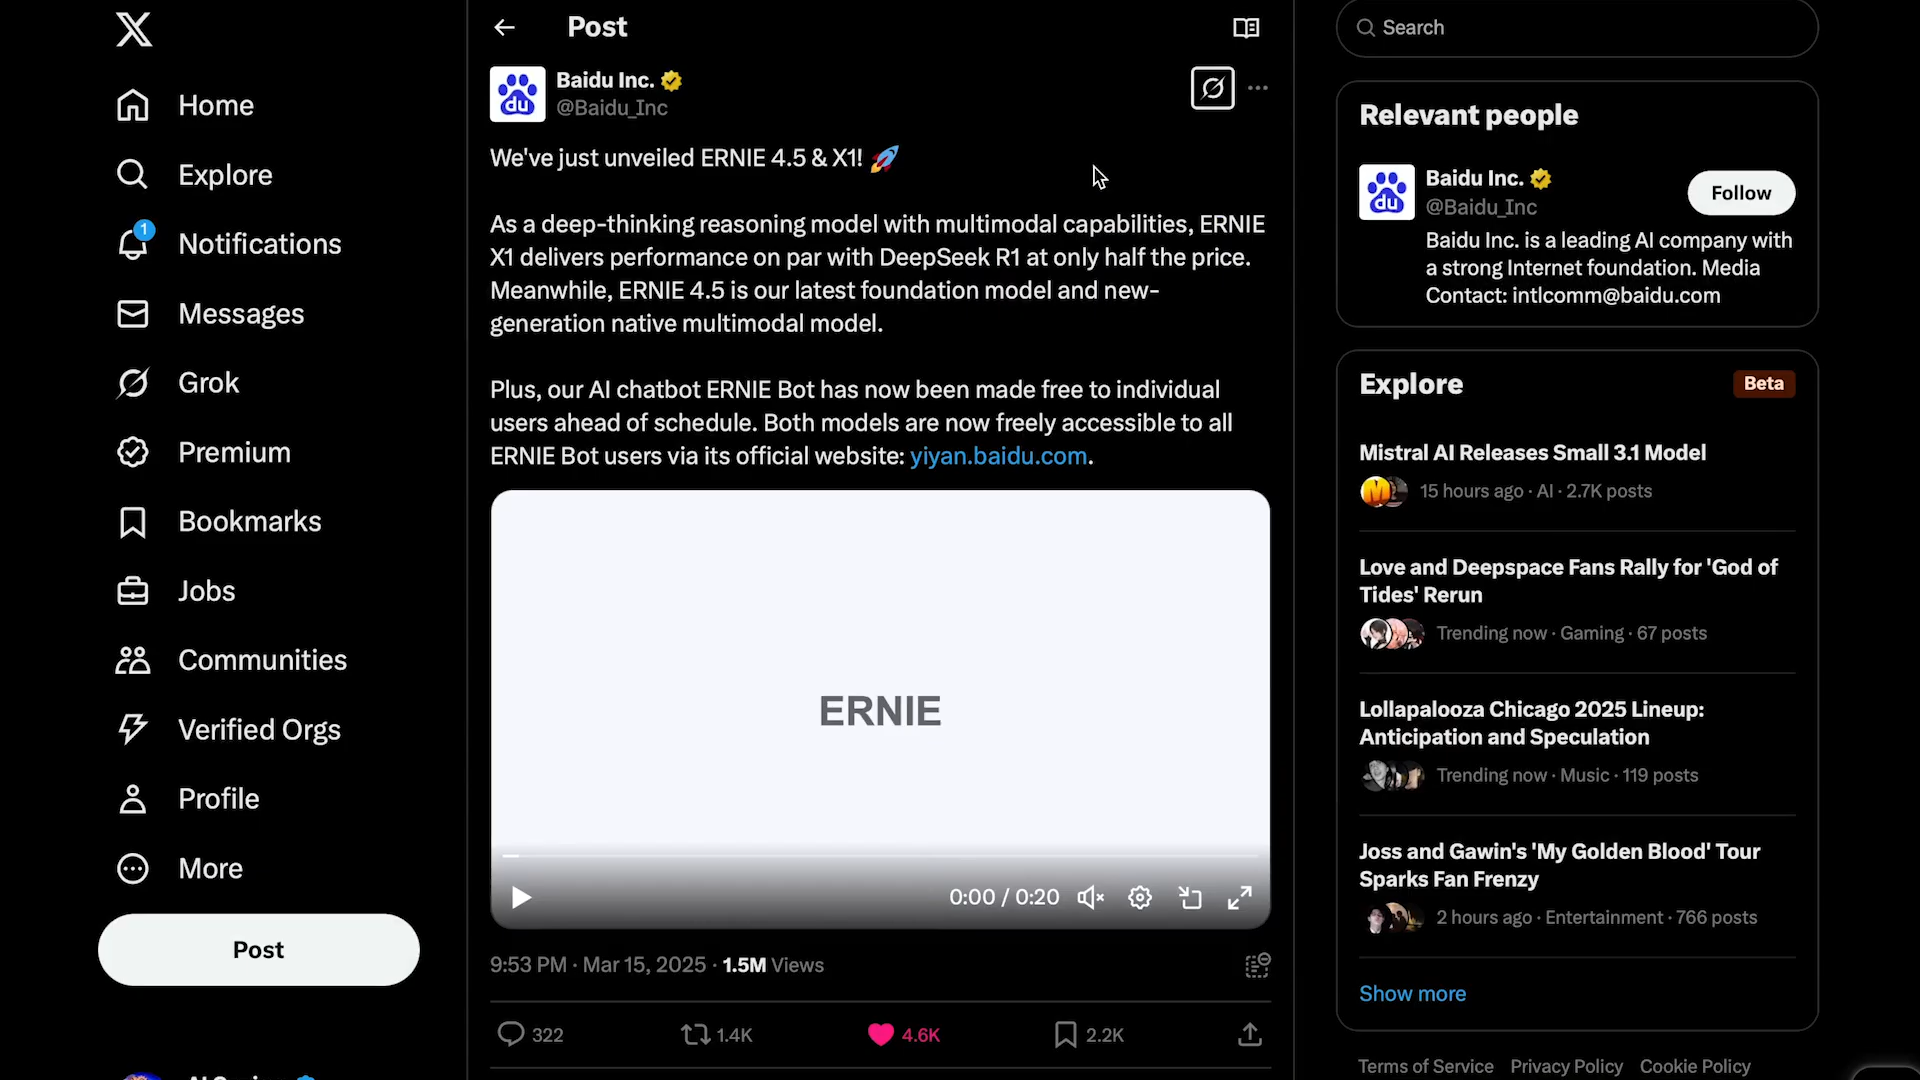 Home
Explore
1
Notifications
Messages
Grok
Premium
Bookmarks
Jobs
Communities
Verified Orgs
Profile
More
Post
Post
du
Baidu Inc.
@Baidu_Inc
We've just unveiled ERNIE 4.5 & X1! 🚀
As a deep-thinking reasoning model with multimodal capabilities, ERNIE
X1 delivers performance on par with DeepSeek R1 at only half the price.
Meanwhile, ERNIE 4.5 is our latest foundation model and new-
generation native multimodal model.
Plus, our AI chatbot ERNIE Bot has now been made free to individual
users ahead of schedule. Both models are now freely accessible to all
ERNIE Bot users via its official website: yiyan.baidu.com.
ERNIE
0:00 / 0:20
9:53 PM · Mar 15, 2025 · 1.5M Views
322
1.4K
4.6K
2.2K
Search
Relevant people
du
Baidu Inc.
@Baidu_Inc
Follow
Baidu Inc. is a leading AI company with
a strong Internet foundation. Media
Contact: intlcomm@baidu.com
Explore
Beta
Mistral AI Releases Small 3.1 Model
15 hours ago · AI · 2.7K posts
Love and Deepspace Fans Rally for 'God of
Tides' Rerun
Trending now · Gaming · 67 posts
Lollapalooza Chicago 2025 Lineup:
Anticipation and Speculation
Trending now · Music · 119 posts
Joss and Gawin's 'My Golden Blood' Tour
Sparks Fan Frenzy
2 hours ago · Entertainment · 766 posts
Show more
Terms of Service Privacy Policy Cookie Policy